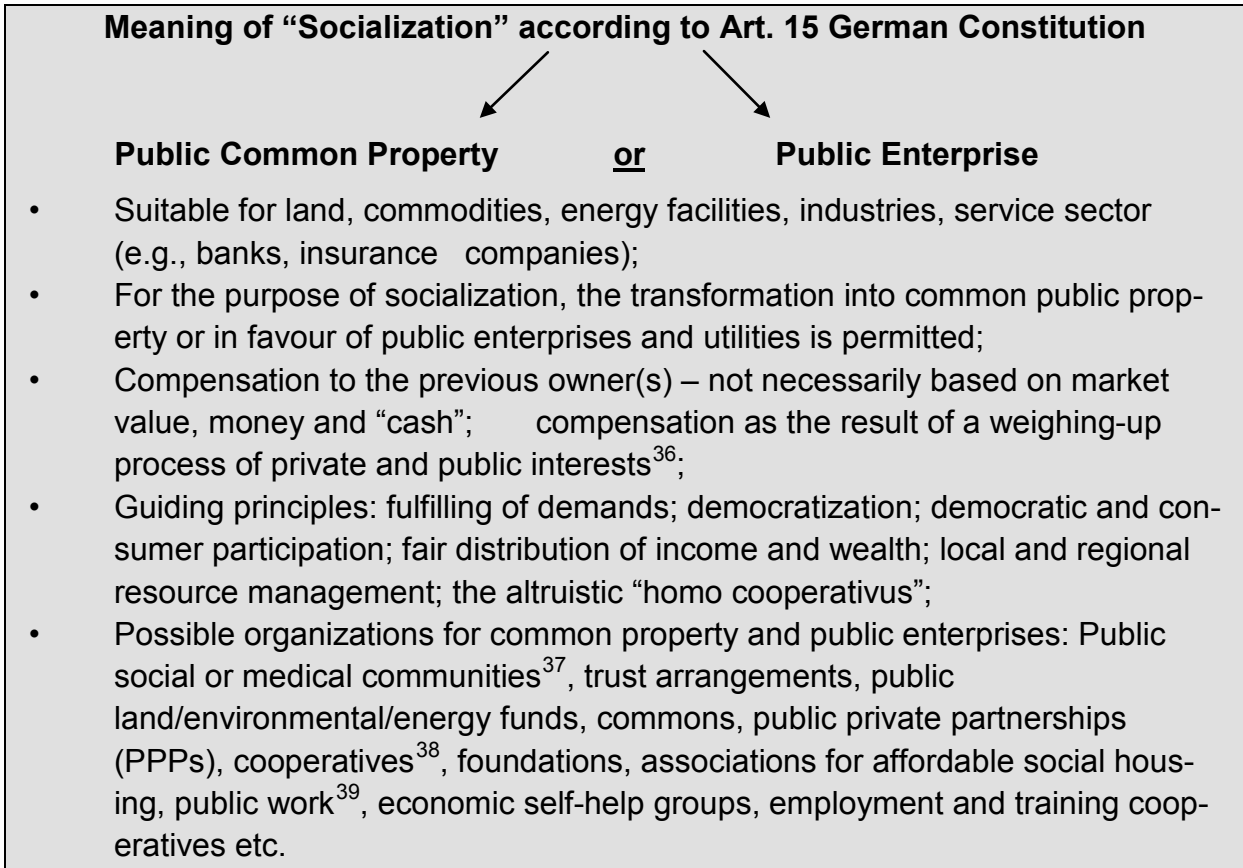 Meaning of “Socialization” according to Art. 15 German Constitution
Public Common Property or Public Enterprise
• Suitable for land, commodities, energy facilities, industries, service sector
(e.g., banks, insurance companies);
• For the purpose of socialization, the transformation into common public prop-
erty or in favour of public enterprises and utilities is permitted;
• Compensation to the previous owner(s) – not necessarily based on market
value, money and “cash”; compensation as the result of a weighing-up
process of private and public interests36;
• Guiding principles: fulfilling of demands; democratization; democratic and con-
sumer participation; fair distribution of income and wealth; local and regional
resource management; the altruistic “homo cooperativus”;
• Possible organizations for common property and public enterprises: Public
social or medical communities37, trust arrangements, public
land/environmental/energy funds, commons, public private partnerships
(PPPs), cooperatives38, foundations, associations for affordable social hous-
ing, public work39, economic self-help groups, employment and training coop-
eratives etc.